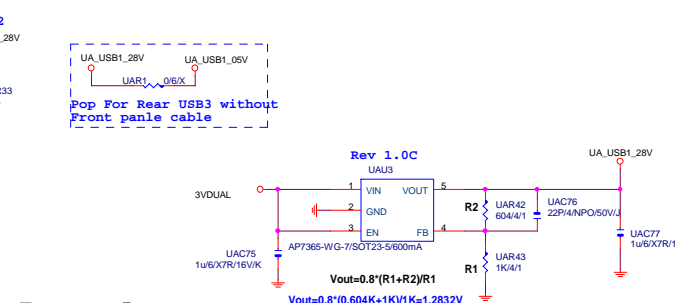 2
_28V
R33
UA_USB1_28V
UA_USB1_05V
UAR1
0/6/X
Pop For Rear USB3 without
Front panle cable
Rev 1.0C
UAU3
UA_USB1_28V
3VDUAL
1 VIN VOUT 5
2 GND
3 EN FB 4
R2 UAR42
604/4/1
UAC76
22P/4/NPO/50V/J
UAC75
1u/6/X7R/16V/K
AP7365-WG-7/SOT23-5/600mA
R1 UAR43
1K/4/1
UAC77
1u/6/X7R/1
Vout=0.8*(R1+R2)/R1
Vout=0.8*(0.604K+1K)/1K=1.2832V